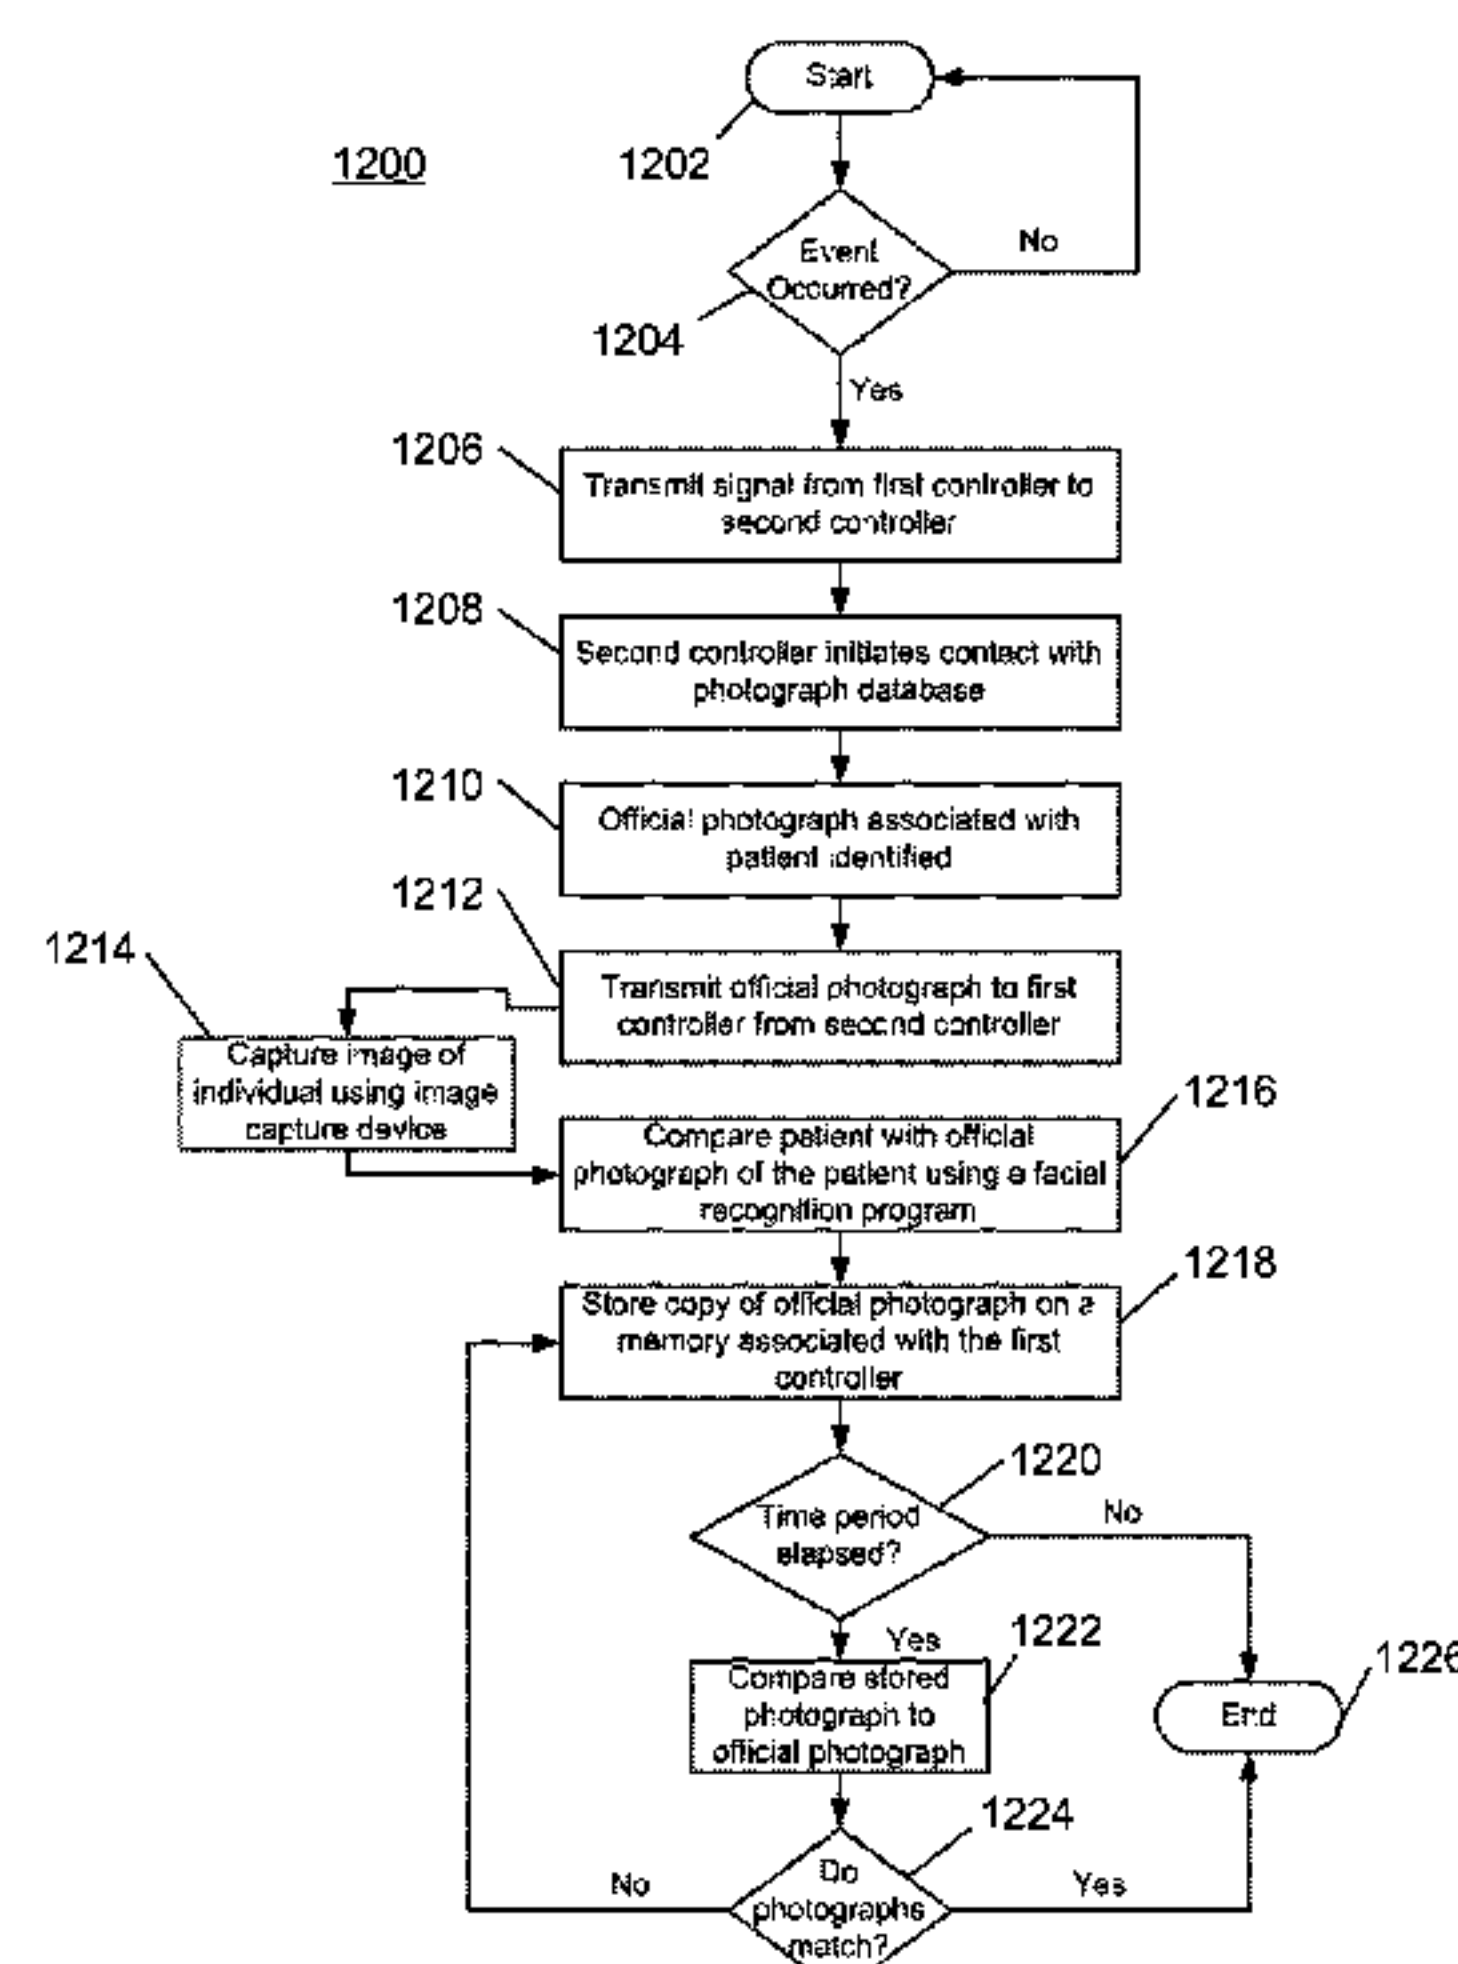 Start
1200
1202
Event
Occurred?
No
1204
Yes
1206
Transmit signal from first controller to
second controller
1208
Second controller initiates contact with
photograph database
1210
Official photograph associated with
patient identified
1212
Transmit official photograph to first
controller from second controller
1214
Capture image of
individual using image
capture device
1216
Compare patient with official
photograph of the patient using a facial
recognition program
1218
Store copy of official photograph on a
memory associated with the first
controller
1220
Time period
elapsed?
No
Yes
1222
Compare stored
photograph to
official photograph
1226
End
1224
Do
photographs
match?
No
Yes